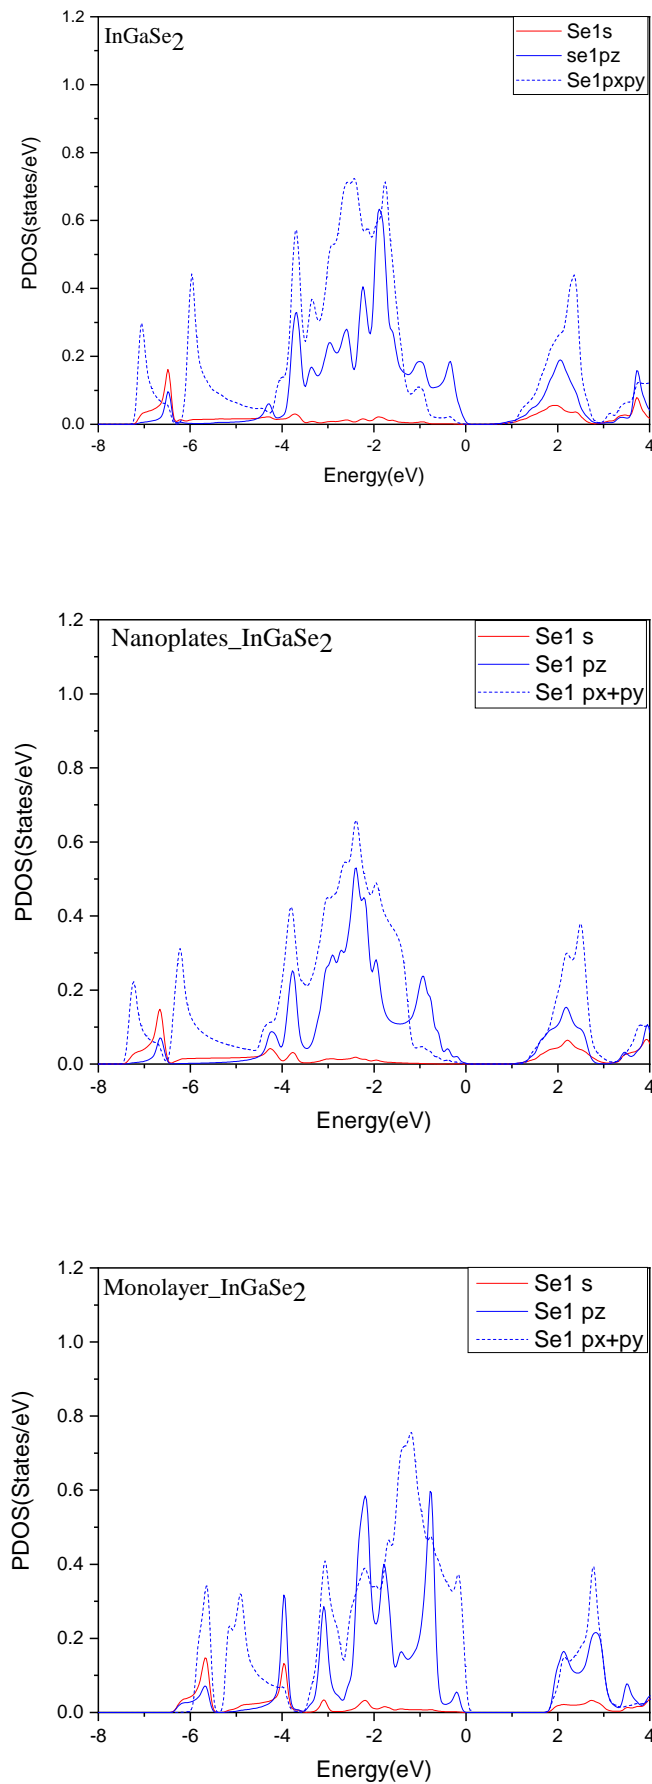 InGaSe2
Se1s
se1pz
Se1pxpy
PDOS(states/eV)
1.2
1.0
0.8
0.6
0.4
0.2
0.0
-8 -6 -4 -2 0 2 4
Energy(eV)
Nanoplates_InGaSe2
Se1 s
Se1 pz
Se1 px+py
PDOS(States/eV)
1.2
1.0
0.8
0.6
0.4
0.2
0.0
-8 -6 -4 -2 0 2 4
Energy(eV)
Monolayer_InGaSe2
Se1 s
Se1 pz
Se1 px+py
PDOS(States/eV)
1.2
1.0
0.8
0.6
0.4
0.2
0.0
-8 -6 -4 -2 0 2 4
Energy(eV)